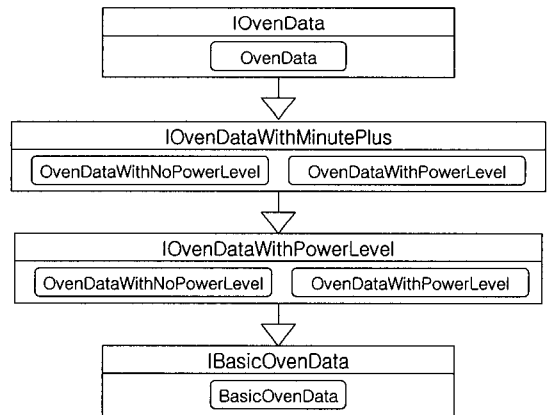 IOvenData
OvenData
IOvenDataWithMinutePlus
OvenDataWithNoPowerLevel OvenDataWithPowerLevel
IOvenDataWithPowerLevel
OvenDataWithNoPowerLevel OvenDataWithPowerLevel
IBasicOvenData
BasicOvenData